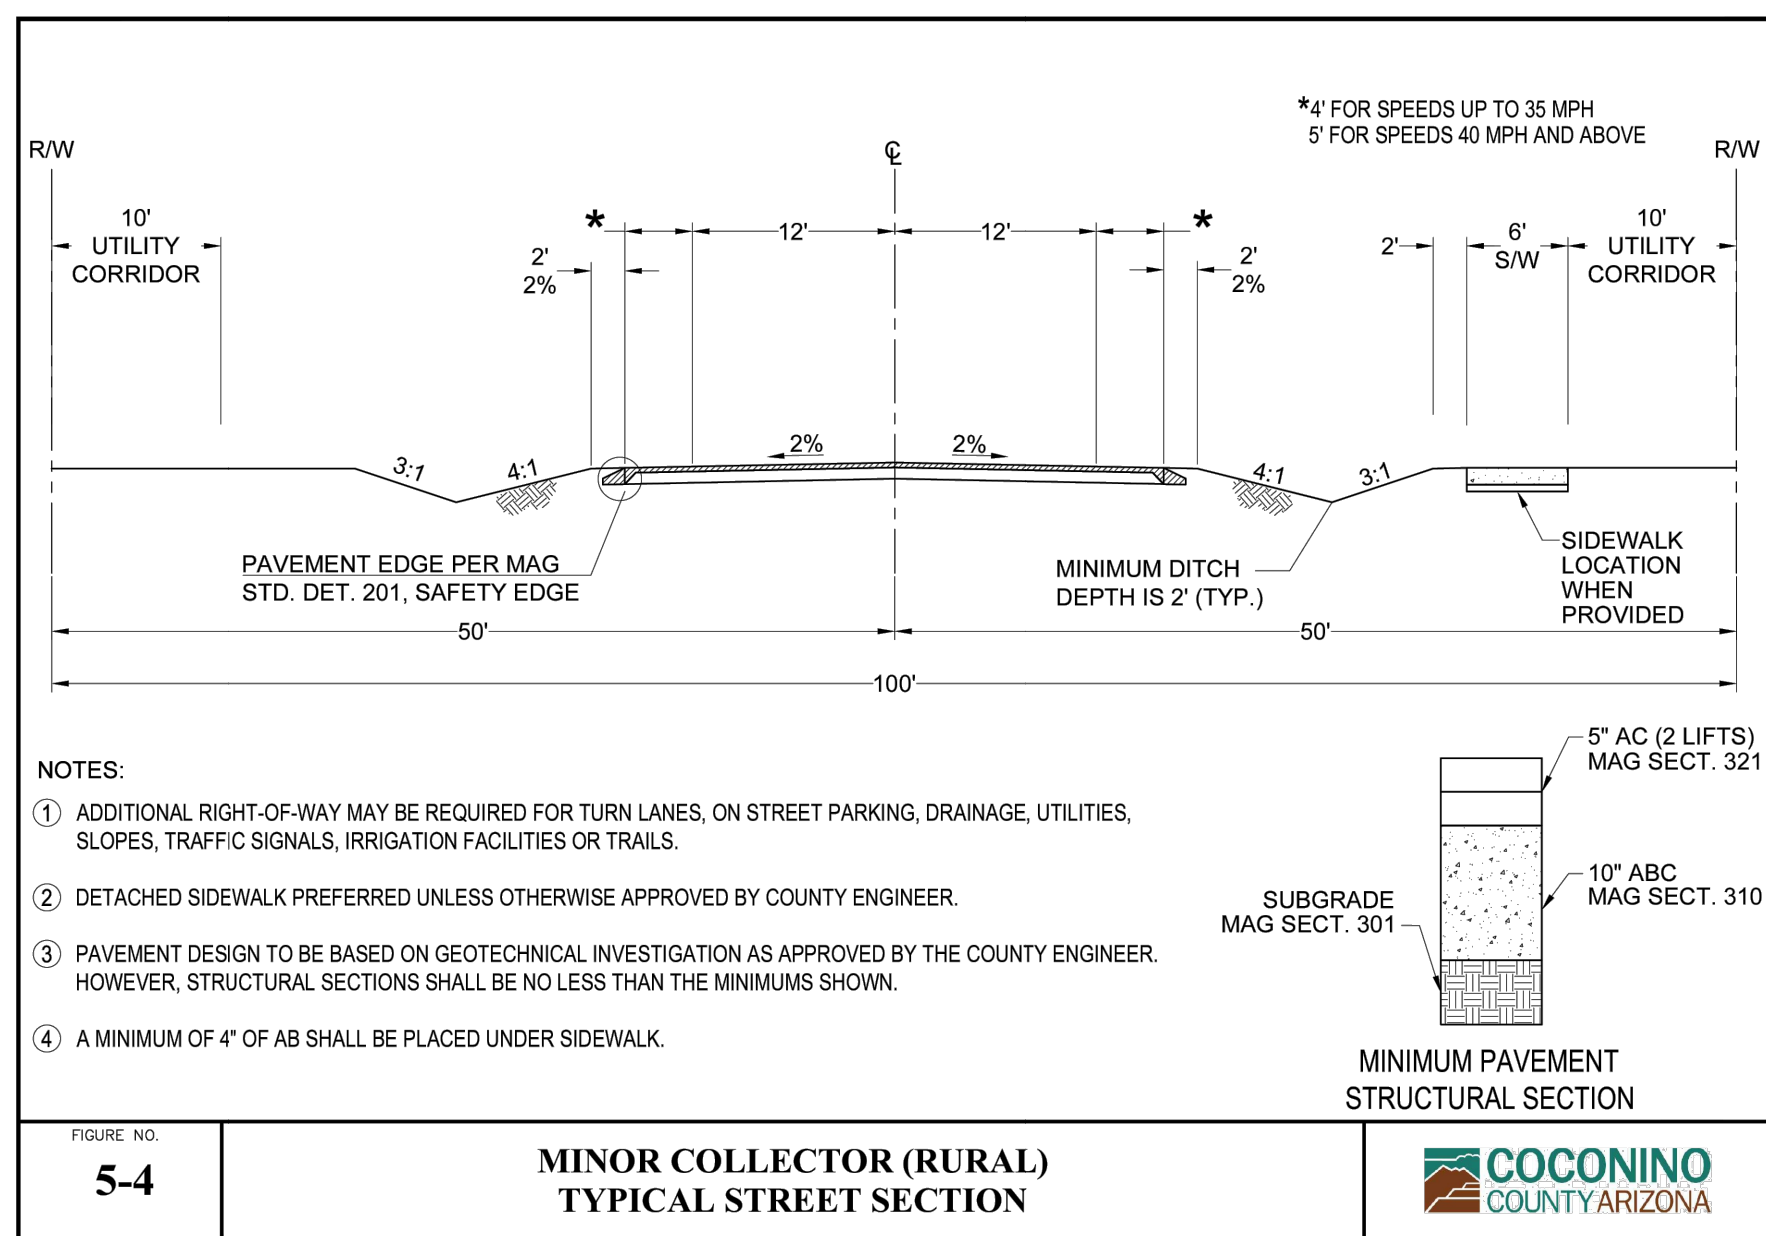 *4' FOR SPEEDS UP TO 35 MPH
5' FOR SPEEDS 40 MPH AND ABOVE
R/W
℄
R/W
10'
UTILITY
CORRIDOR
*
12'
12'
*
2'
2%
2'
2%
2'
6'
S/W
10'
UTILITY
CORRIDOR
3:1
4:1
2%
2%
4:1
3:1
PAVEMENT EDGE PER MAG
STD. DET. 201, SAFETY EDGE
MINIMUM DITCH
DEPTH IS 2' (TYP.)
SIDEWALK
LOCATION
WHEN
PROVIDED
50'
50'
100'
NOTES:
1 ADDITIONAL RIGHT-OF-WAY MAY BE REQUIRED FOR TURN LANES, ON STREET PARKING, DRAINAGE, UTILITIES,
SLOPES, TRAFFIC SIGNALS, IRRIGATION FACILITIES OR TRAILS.
2 DETACHED SIDEWALK PREFERRED UNLESS OTHERWISE APPROVED BY COUNTY ENGINEER.
3 PAVEMENT DESIGN TO BE BASED ON GEOTECHNICAL INVESTIGATION AS APPROVED BY THE COUNTY ENGINEER.
HOWEVER, STRUCTURAL SECTIONS SHALL BE NO LESS THAN THE MINIMUMS SHOWN.
4 A MINIMUM OF 4" OF AB SHALL BE PLACED UNDER SIDEWALK.
5" AC (2 LIFTS)
MAG SECT. 321
10" ABC
MAG SECT. 310
SUBGRADE
MAG SECT. 301
MINIMUM PAVEMENT
STRUCTURAL SECTION
FIGURE NO.
5-4
MINOR COLLECTOR (RURAL)
TYPICAL STREET SECTION
COCONINO
COUNTY ARIZONA